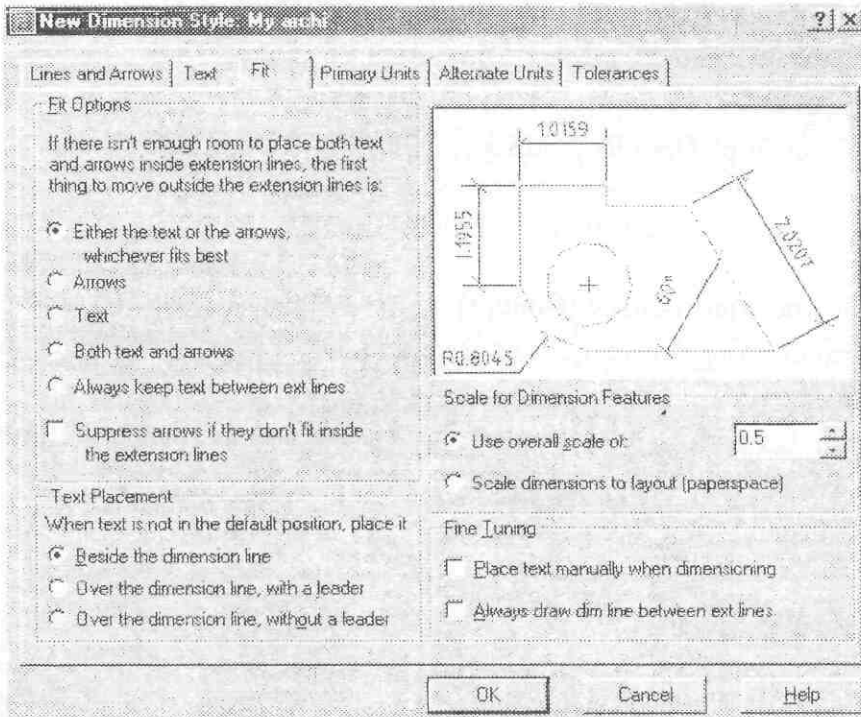 New Dimension Style: My archi
Lines and Arrows
Text
Fit
Primary Units
Alternate Units
Tolerances
Fit Options
If there isn't enough room to place both text
and arrows inside extension lines, the first
thing to move outside the extension lines is:
Either the text or the arrows,
whichever fits best
Arrows
Text
Both text and arrows
Always keep text between ext lines
Suppress arrows if they don't fit inside
the extension lines
Text Placement
When text is not in the default position, place it
Beside the dimension line
Over the dimension line, with a leader
Over the dimension line, without a leader
1.0159
1.1955
2.0207
R0.8045
Scale for Dimension Features
Use overall scale of:
0.5
Scale dimensions to layout (paperspace)
Fine Tuning
Place text manually when dimensioning
Always draw dim line between ext lines
OK
Cancel
Help